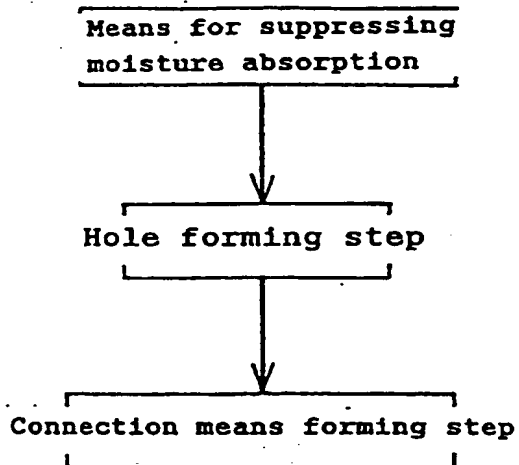 Means for suppressing
moisture absorption
Hole forming step
Connection means forming step